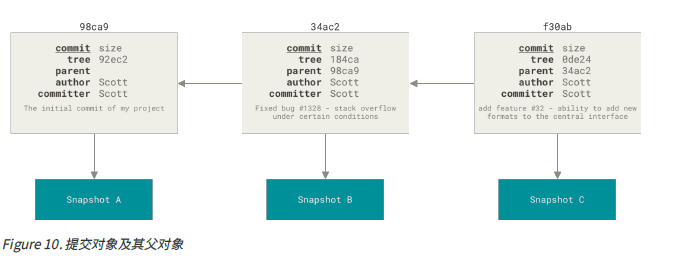 98ca9
commit size
tree 92ec2
parent
author Scott
committer Scott
The initial commit of my project
Snapshot A
34ac2
commit size
tree 184ca
parent 98ca9
author Scott
committer Scott
Fixed bug #1328 - stack overflow
under certain conditions
Snapshot B
f30ab
commit size
tree 0de24
parent 34ac2
author Scott
committer Scott
add feature #32 - ability to add new
formats to the central interface
Snapshot C
Figure 10. 提交对象及其父对象